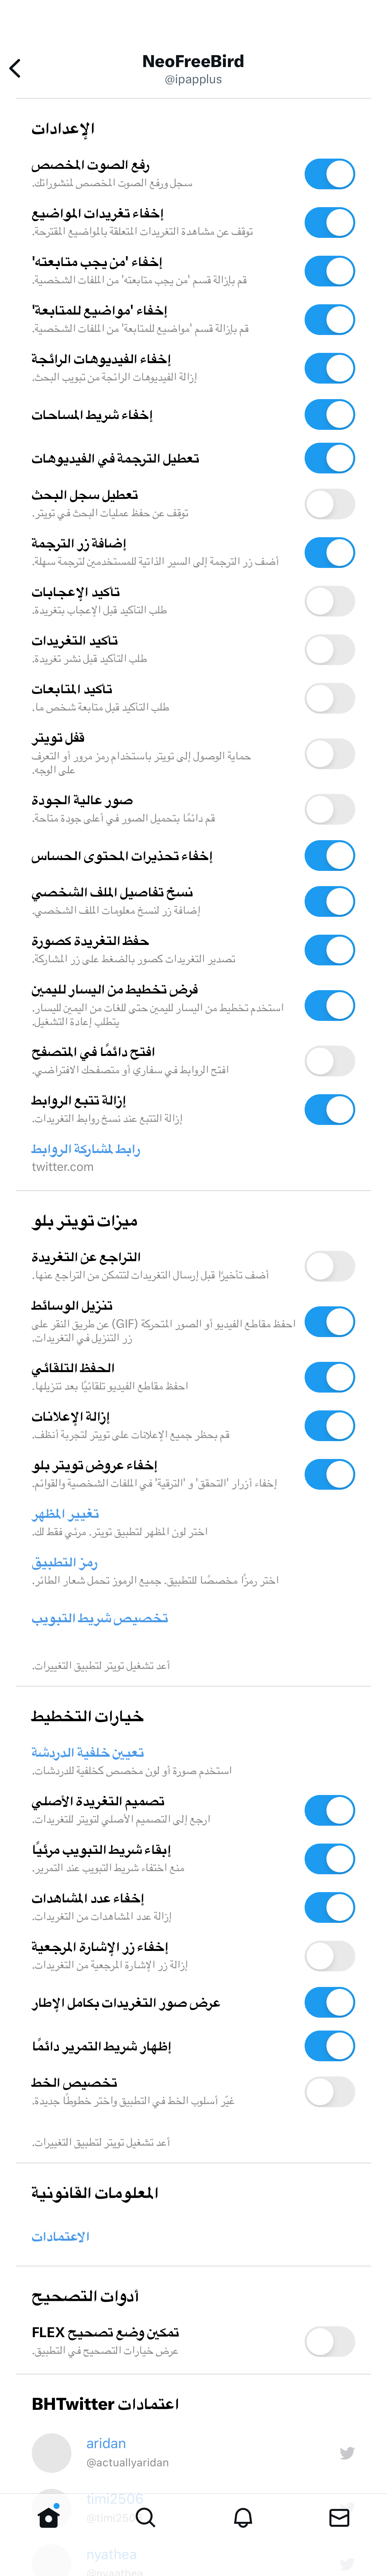 NeoFreeBird
@ipapplus
الإعدادات
رفع الصوت المخصص
سجل ورفع الصوت المخصص لمنشوراتك.
إخفاء تغريدات المواضيع
توقف عن مشاهدة التغريدات المتعلقة بالمواضيع المقترحة.
إخفاء 'من يجب متابعته'
قم بإزالة قسم 'من يجب متابعته' من الملفات الشخصية.
إخفاء 'مواضيع للمتابعة'
قم بإزالة قسم 'مواضيع للمتابعة' من الملفات الشخصية.
إخفاء الفيديوهات الرائجة
إزالة الفيديوهات الرائجة من تبويب البحث.
إخفاء شريط المساحات
تعطيل الترجمة في الفيديوهات
تعطيل سجل البحث
توقف عن حفظ عمليات البحث في تويتر.
إضافة زر الترجمة
أضف زر الترجمة إلى السير الذاتية للمستخدمين لترجمة سهلة.
تأكيد الإعجابات
طلب التأكيد قبل الإعجاب بتغريدة.
تأكيد التغريدات
طلب التأكيد قبل نشر تغريدة.
تأكيد المتابعات
طلب التأكيد قبل متابعة شخص ما.
قفل تويتر
حماية الوصول إلى تويتر باستخدام رمز مرور أو التعرف
على الوجه.
صور عالية الجودة
قم دائمًا بتحميل الصور في أعلى جودة متاحة.
إخفاء تحذيرات المحتوى الحساس
نسخ تفاصيل الملف الشخصي
إضافة زر لنسخ معلومات الملف الشخصي.
حفظ التغريدة كصورة
تصدير التغريدات كصور بالضغط على زر المشاركة.
فرض تخطيط من اليسار لليمين
استخدم تخطيط من اليسار لليمين حتى للغات من اليمين لليسار.
يتطلب إعادة التشغيل.
افتح دائمًا في المتصفح
افتح الروابط في سفاري أو متصفحك الافتراضي.
إزالة تتبع الروابط
إزالة التتبع عند نسخ روابط التغريدات.
رابط لمشاركة الروابط
twitter.com
ميزات تويتر بلو
التراجع عن التغريدة
أضف تأخيرًا قبل إرسال التغريدات لتتمكن من التراجع عنها.
تنزيل الوسائط
احفظ مقاطع الفيديو أو الصور المتحركة (GIF) عن طريق النقر على
زر التنزيل في التغريدات.
الحفظ التلقائي
احفظ مقاطع الفيديو تلقائيًا بعد تنزيلها.
إزالة الإعلانات
قم بحظر جميع الإعلانات على تويتر لتجربة أنظف.
إخفاء عروض تويتر بلو
إخفاء أزرار 'التحقق' و 'الترقية' في الملفات الشخصية والقوائم.
تغيير المظهر
اختر لون المظهر لتطبيق تويتر. مرئي فقط لك.
رمز التطبيق
اختر رمزًا مخصصًا للتطبيق. جميع الرموز تحمل شعار الطائر.
تخصيص شريط التبويب
أعد تشغيل تويتر لتطبيق التغييرات.
خيارات التخطيط
تعيين خلفية الدردشة
استخدم صورة أو لون مخصص كخلفية للدردشات.
تصميم التغريدة الأصلي
ارجع إلى التصميم الأصلي لتويتر للتغريدات.
إبقاء شريط التبويب مرئيًا
منع اختفاء شريط التبويب عند التمرير.
إخفاء عدد المشاهدات
إزالة عدد المشاهدات من التغريدات.
إخفاء زر الإشارة المرجعية
إزالة زر الإشارة المرجعية من التغريدات.
عرض صور التغريدات بكامل الإطار
إظهار شريط التمرير دائمًا
تخصيص الخط
غيّر أسلوب الخط في التطبيق واختر خطوطًا جديدة.
أعد تشغيل تويتر لتطبيق التغييرات.
المعلومات القانونية
الاعتمادات
أدوات التصحيح
تمكين وضع تصحيح FLEX
عرض خيارات التصحيح في التطبيق.
اعتمادات BHTwitter
aridan
@actuallyaridan
timi2506
@timi250
nyathea
@nyaathea